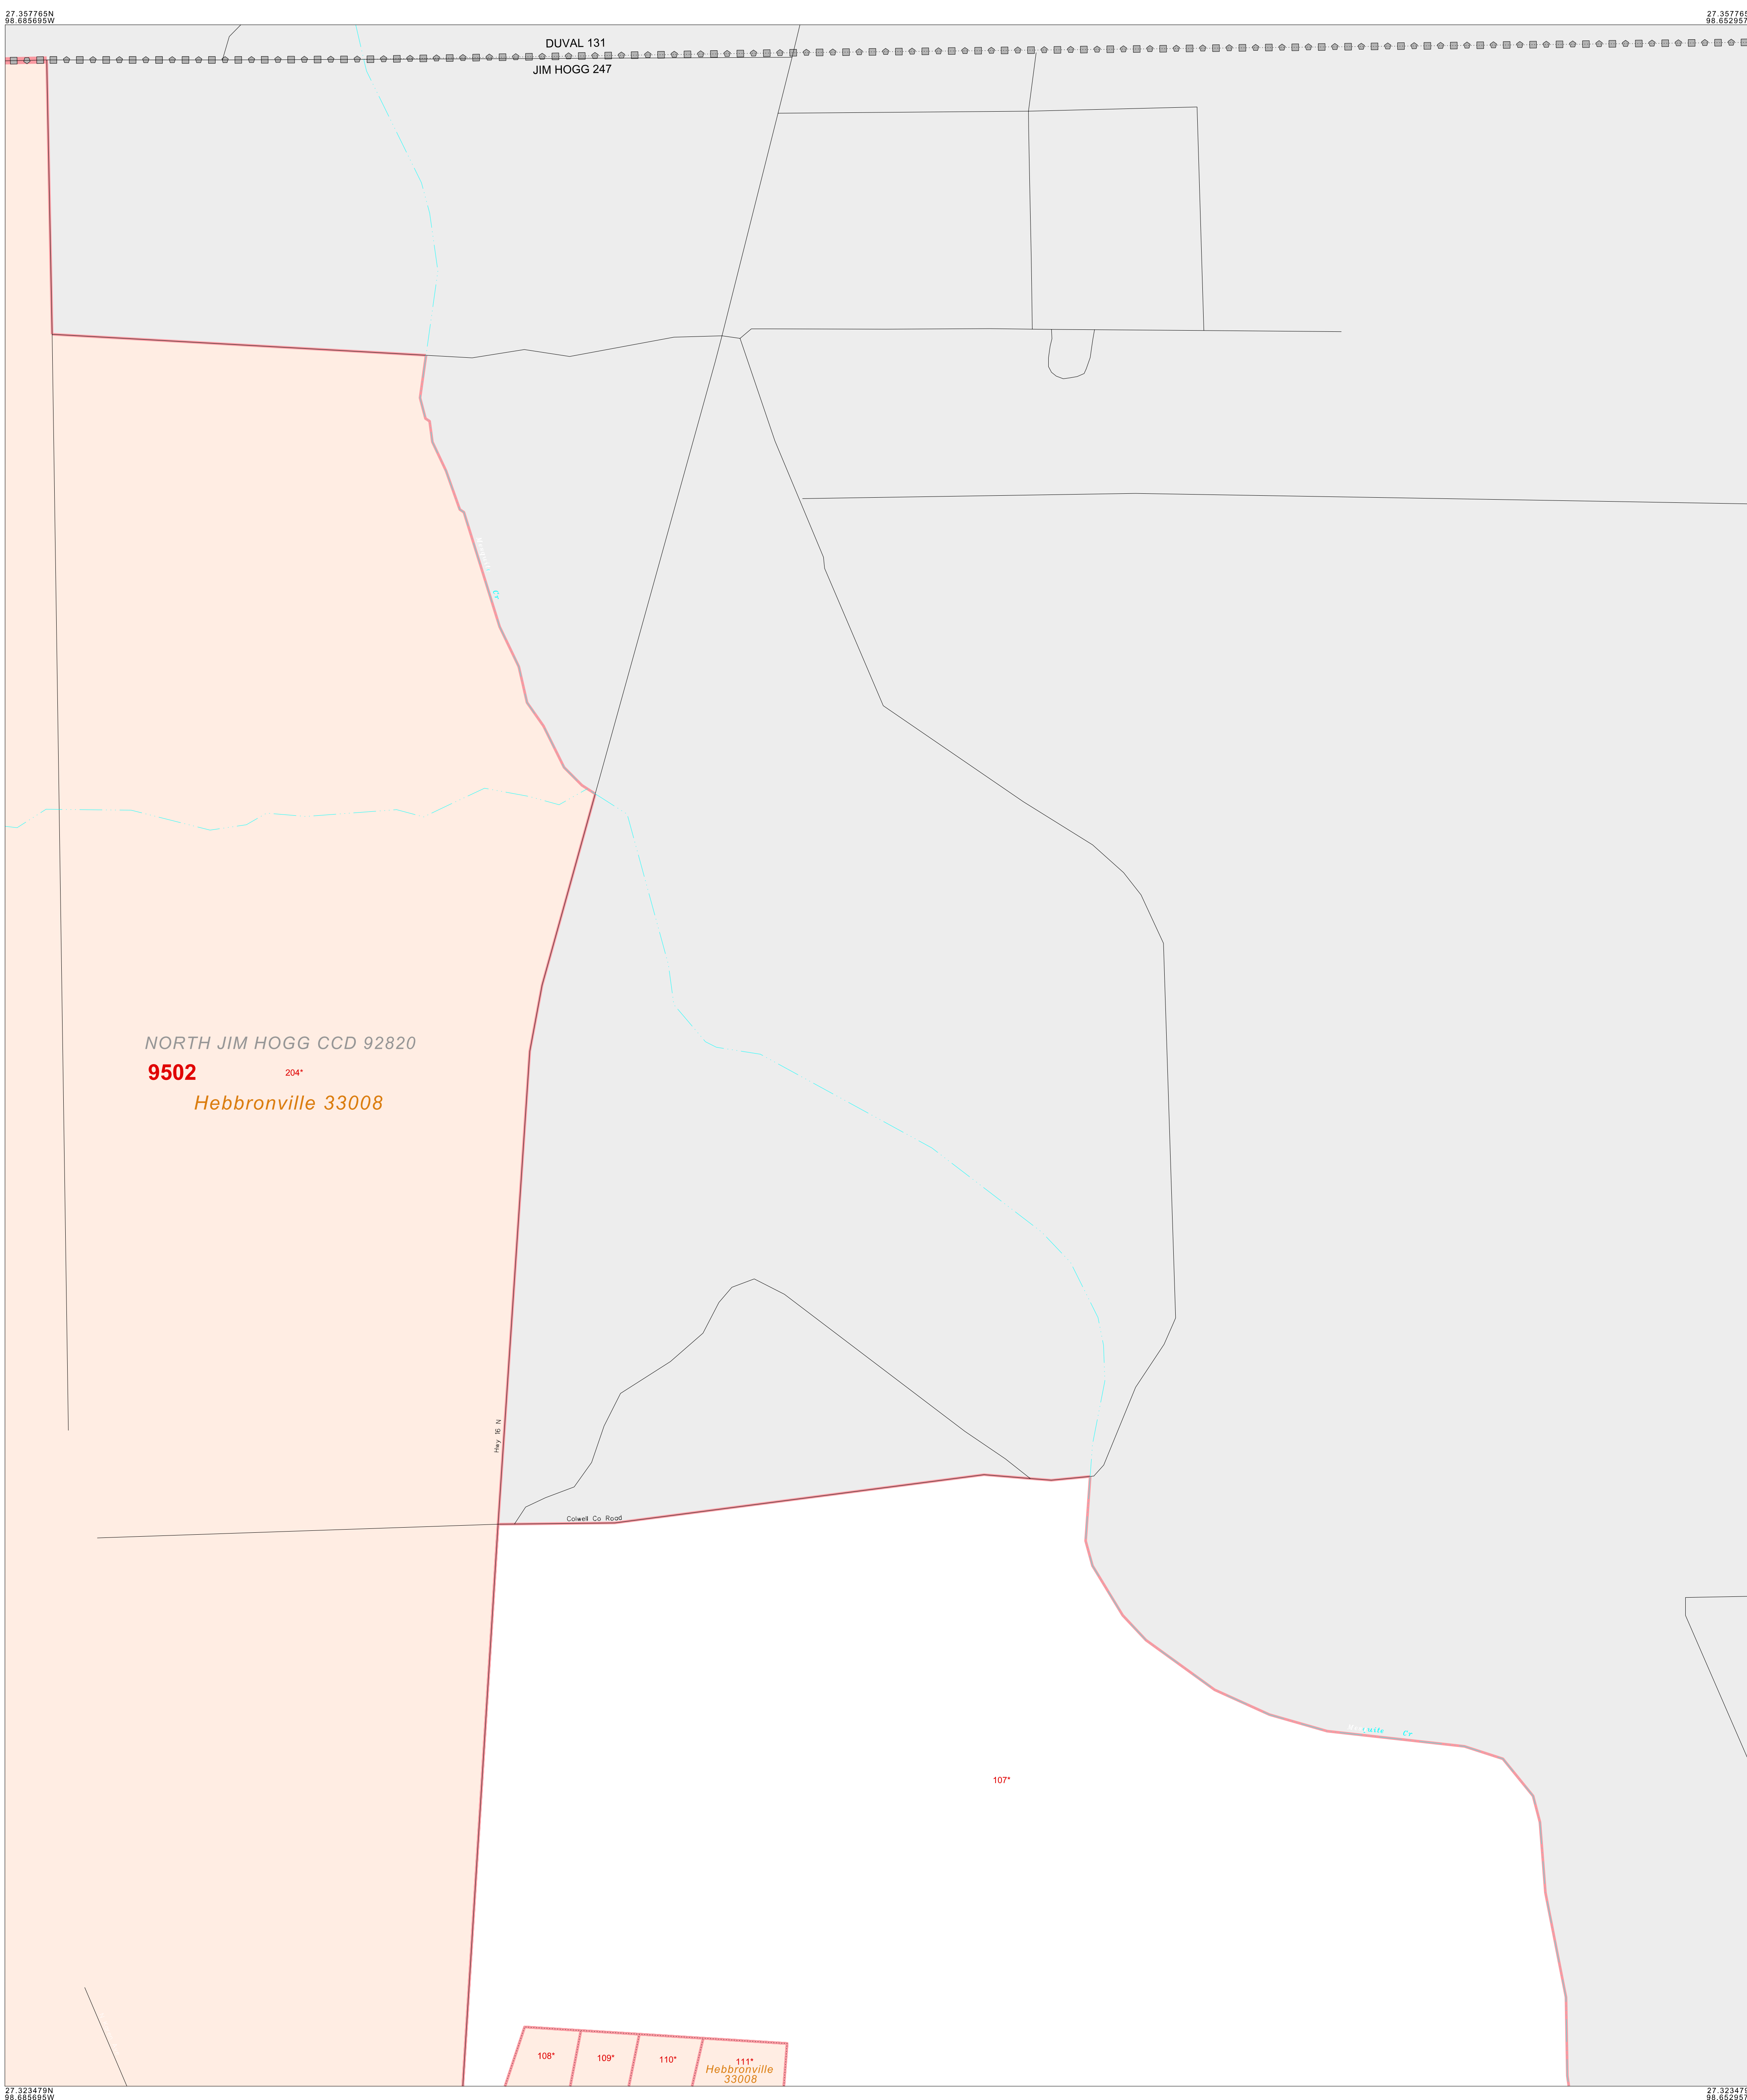 27.357765N
98.685695W
27.357765
98.652957
DUVAL 131
JIM HOGG 247
Cr
NORTH JIM HOGG CCD 92820
9502
204*
Hebbronville 33008
Hwy 16 N
Colwell Co Road
Cr
107*
108*
109*
110*
111*
Hebbronville
33008
27.323479N
98.685695W
27.323479
98.652957